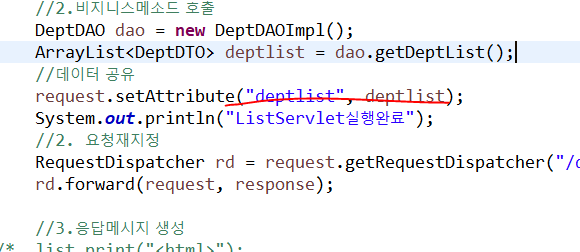 //2.비지니스메소드 호출
DeptDAO dao = new DeptDAOImpl();
ArrayList<DeptDTO> deptlist = dao.getDeptList();
//데이터 공유
request.setAttribute("deptlist", deptlist);
System.out.println("ListServlet실행완료");
//2. 요청재지정
RequestDispatcher rd = request.getRequestDispatcher("/
rd.forward(request, response);
//3.응답메시지 생성
/* list.print("<html>");